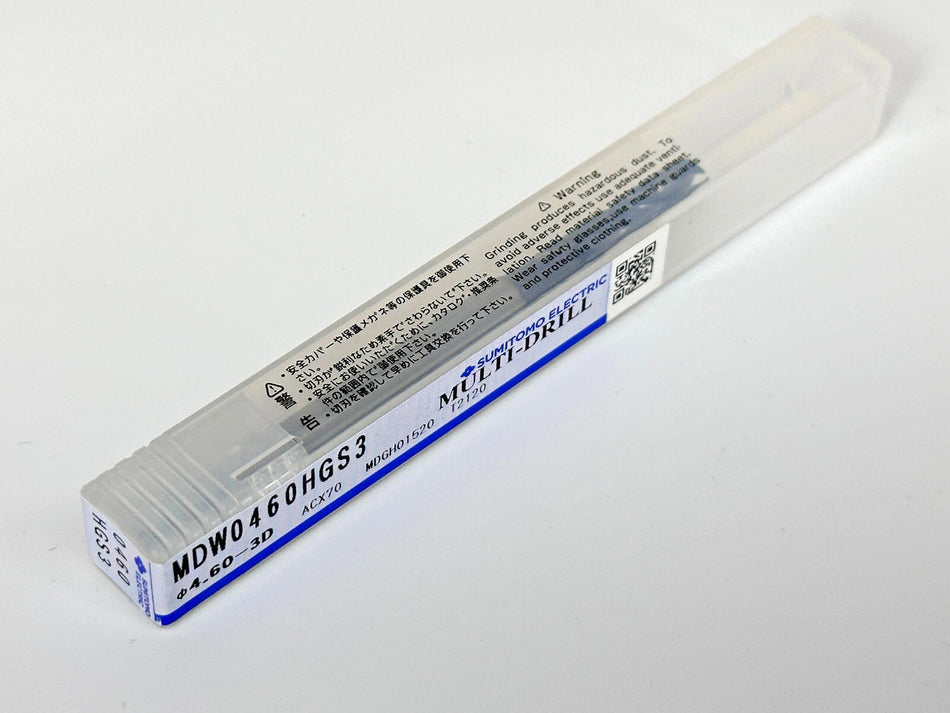 ⚠ Warning
Grinding produces hazardous dust. To
avoid adverse effects use adequate venti-
lation. Read material safety data sheet.
Wear safety glasses,use machine guards
and protective clothing.
⚠ 警告
・安全カバーや保護メガネ等の保護具を御使用下
さい。
・切刃が鋭利なため素手でさわらないで下さい。
・安全にお使いいただくために、カタログ・推奨条
件の範囲内で御使用下さい。
・切刃を確認して早めに工具交換を行って下さい。
SUMITOMO ELECTRIC
MULTI-DRILL
MDW0460HGS3
φ4.60-3D
ACX70 MDGH01520 T2120
0460
HGS3
SUMITOMO
ELECTRIC